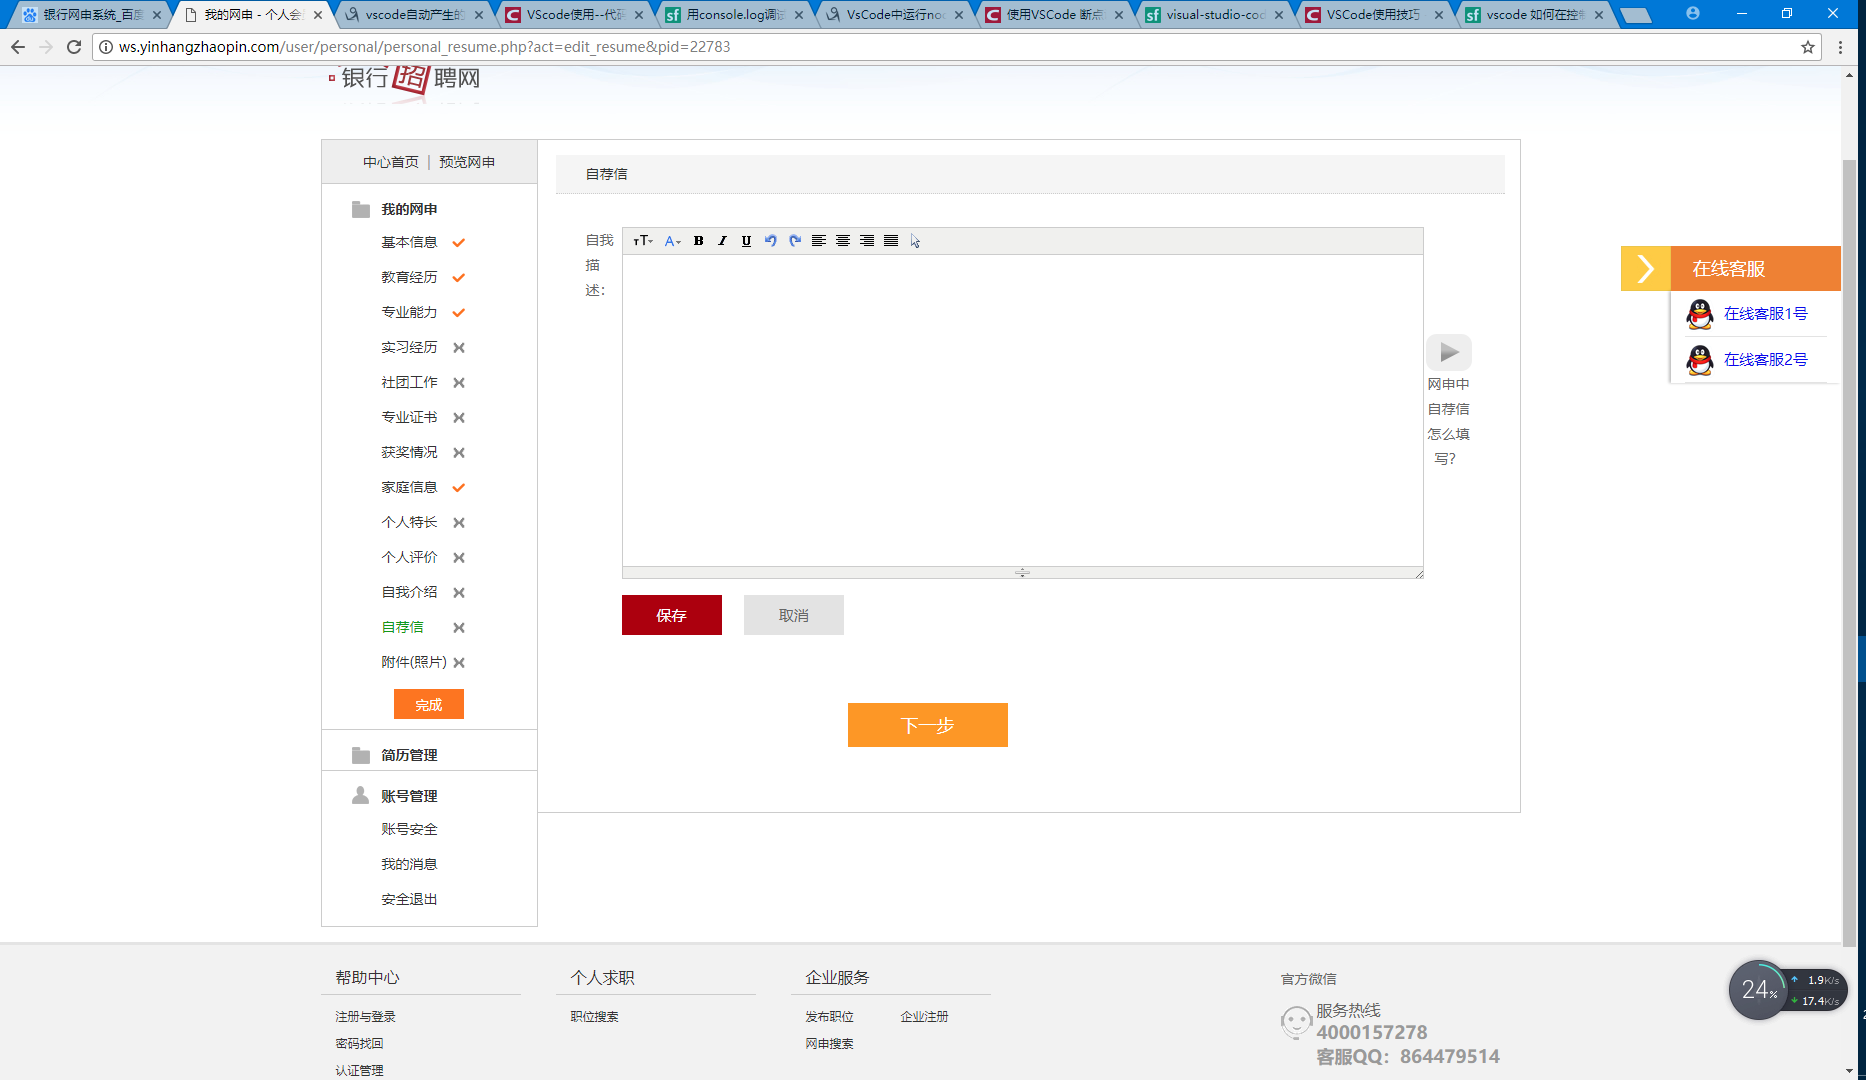 银行网申系统_百度
我的网申 - 个人会
vscode自动产生的
VScode使用--代码
用console.log调试
VsCode中运行noc
使用VSCode 断点
visual-studio-cod
VSCode使用技巧
vscode 如何在控制
ws.yinhangzhaopin.com/user/personal/personal_resume.php?act=edit_resume&pid=22783
银行招聘网
中心首页 | 预览网申
我的网申
基本信息
教育经历
专业能力
实习经历
社团工作
专业证书
获奖情况
家庭信息
个人特长
个人评价
自我介绍
自荐信
附件(照片)
完成
简历管理
账号管理
账号安全
我的消息
安全退出
自荐信
自我
描
述:
TT A B I U
网申中
自荐信
怎么填
写?
保存 取消
下一步
在线客服
在线客服1号
在线客服2号
帮助中心
注册与登录
密码找回
认证管理
个人求职
职位搜索
企业服务
发布职位 企业注册
网申搜索
官方微信
服务热线
4000157278
客服QQ：864479514
24%
1.9K/s
17.4K/s